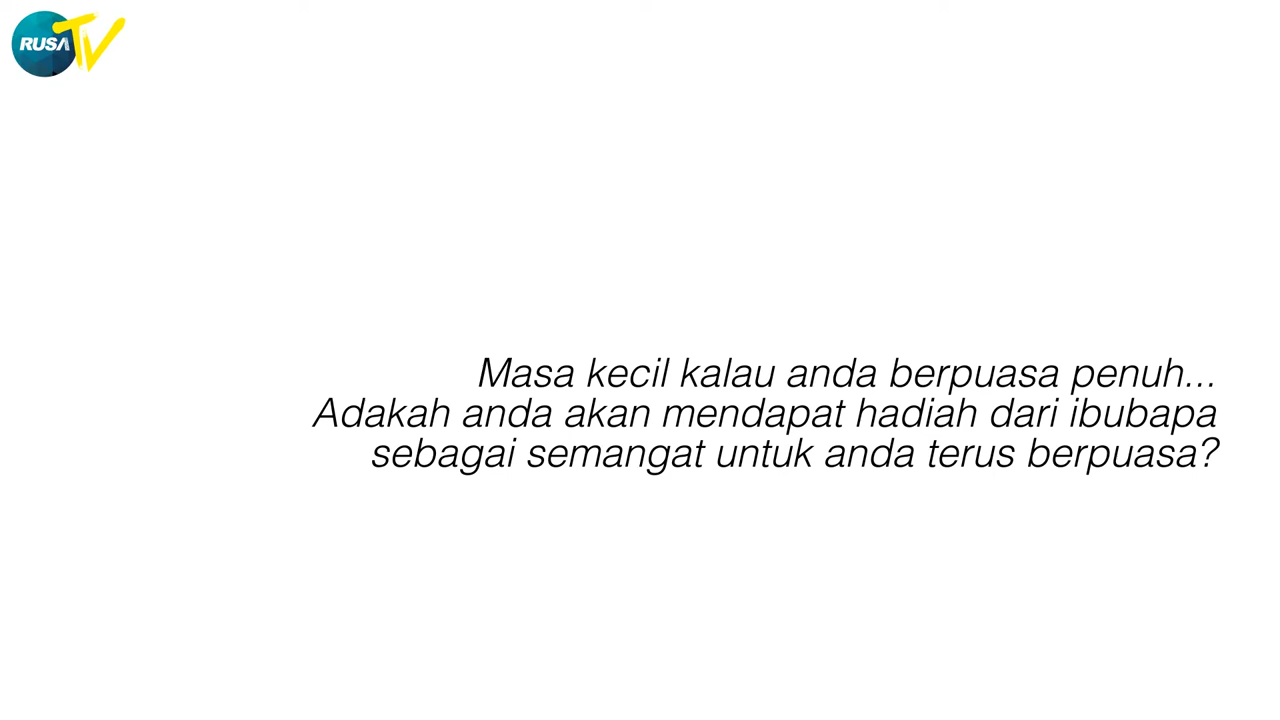 RUSA TV
Masa kecil kalau anda berpuasa penuh...
Adakah anda akan mendapat hadiah dari ibubapa
sebagai semangat untuk anda terus berpuasa?